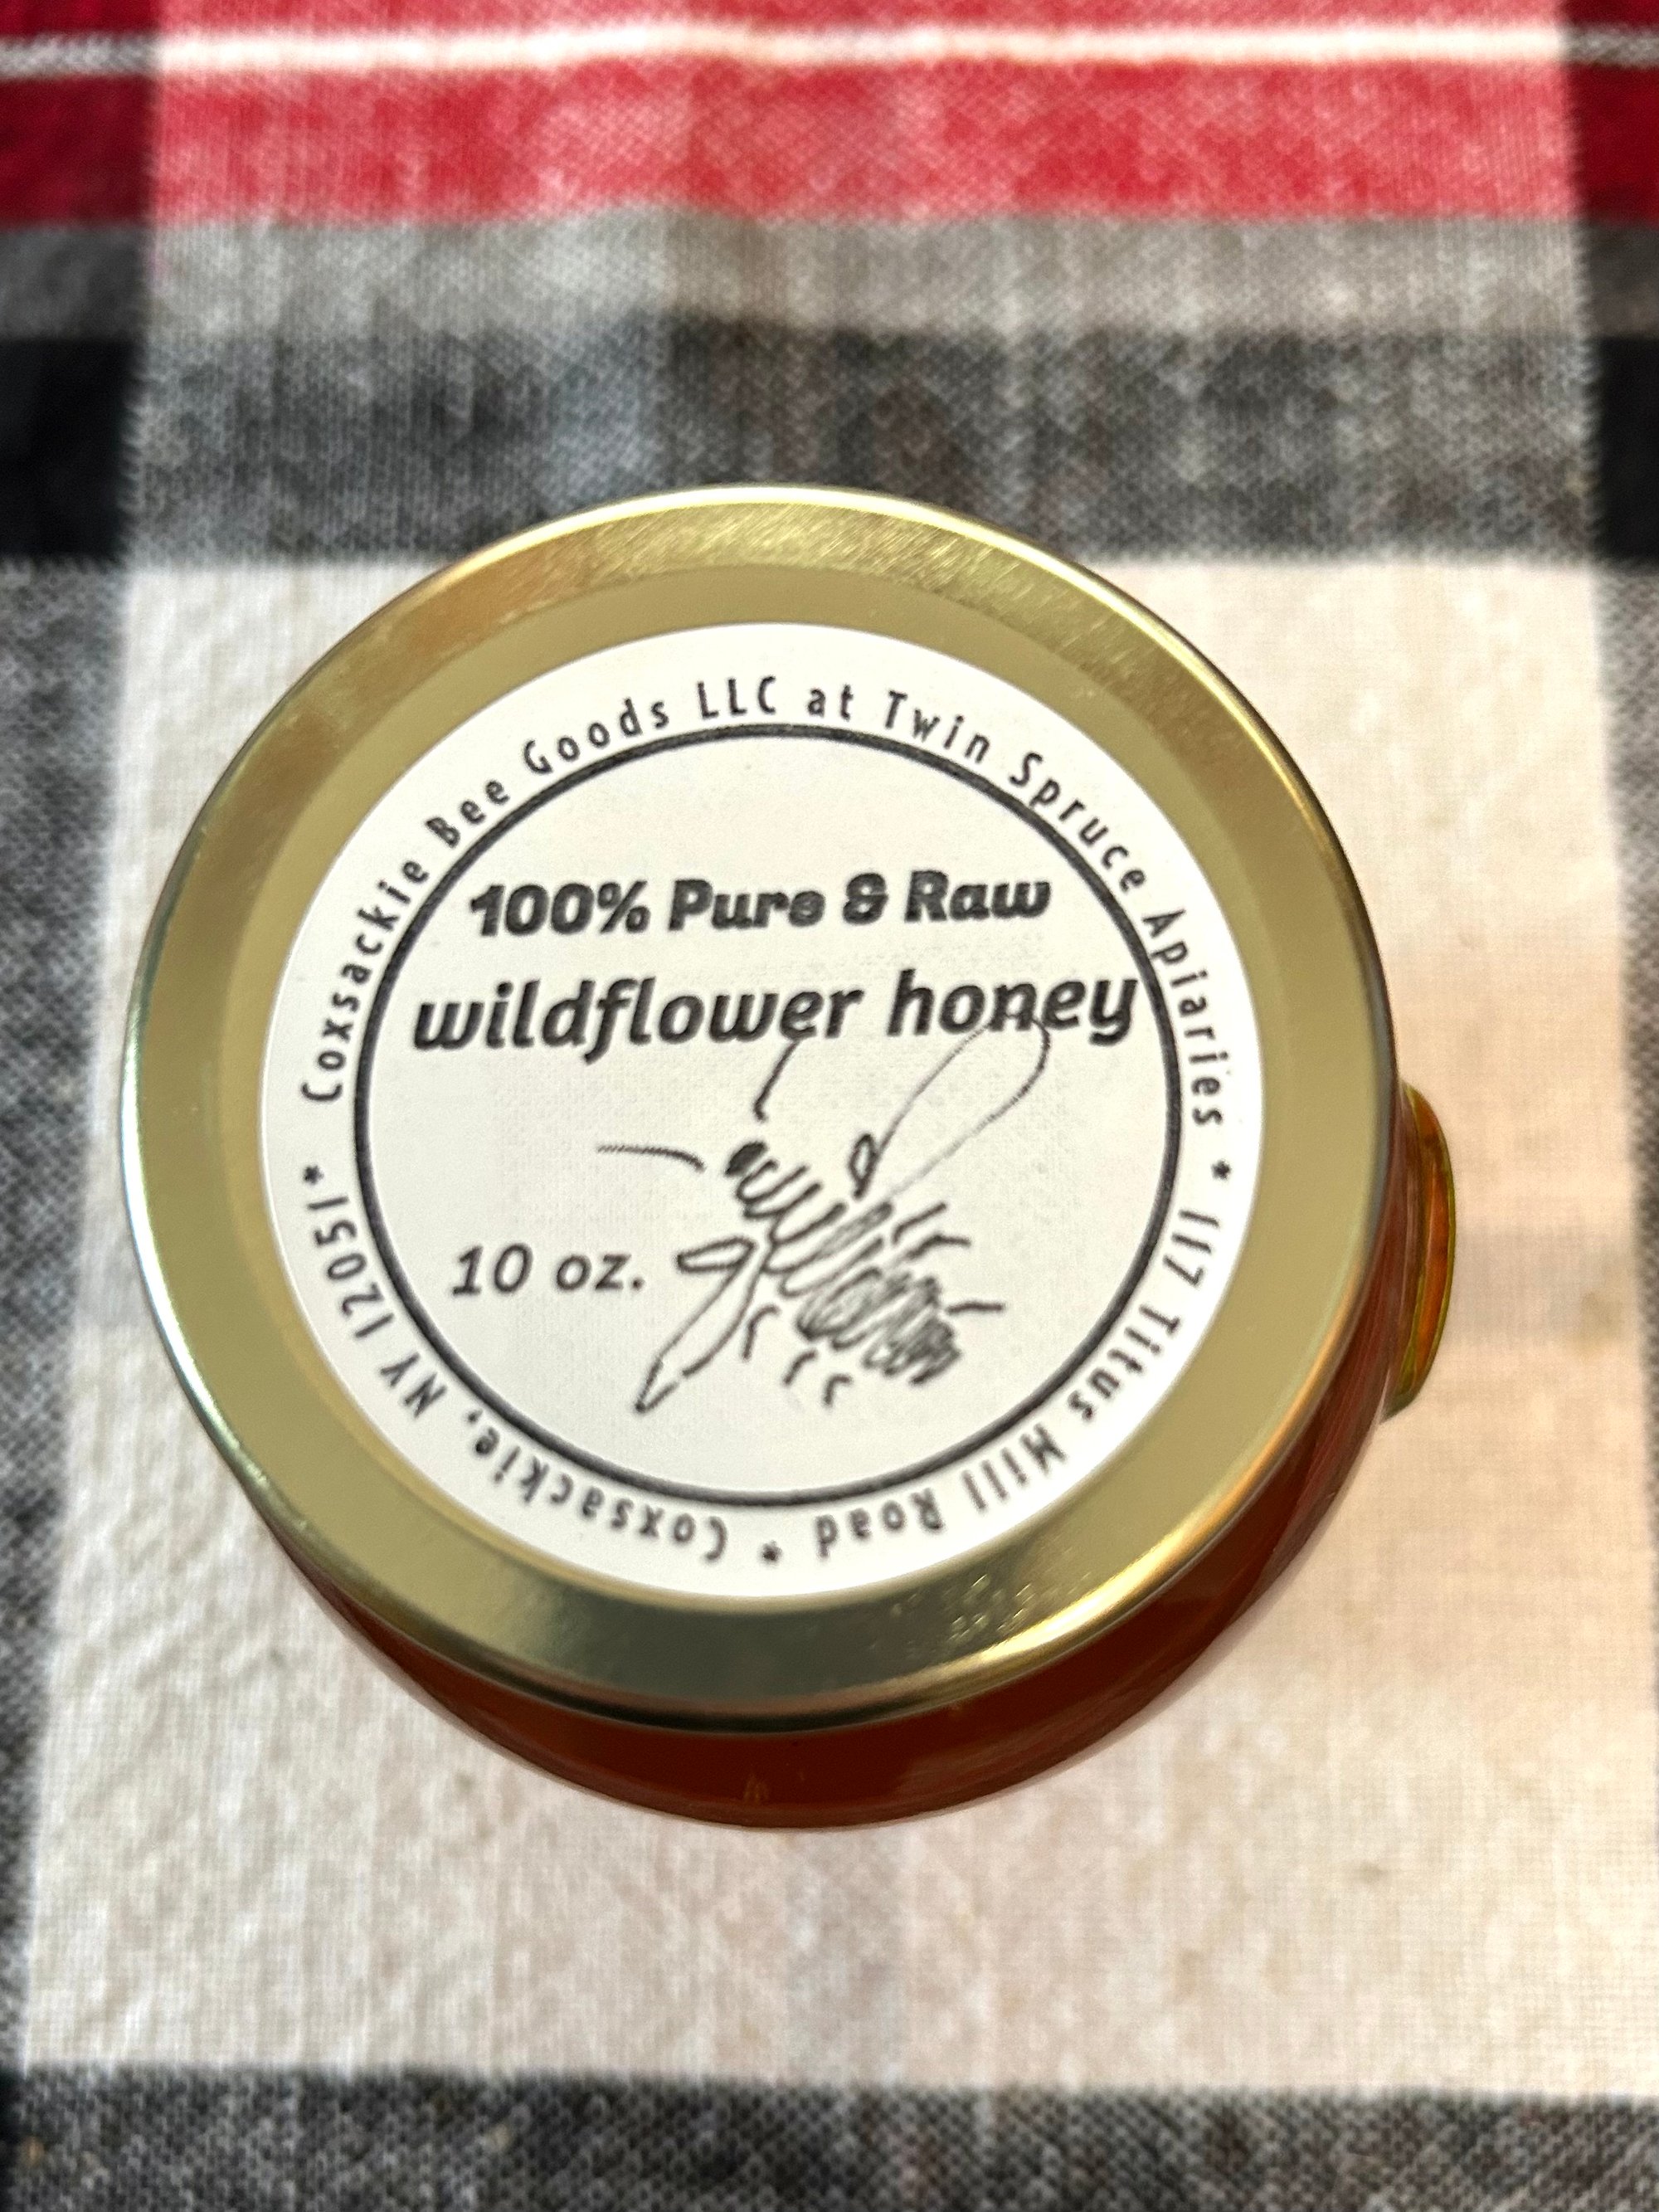 Coxsackie Bee Goods LLC at Twin Spruce Apiaries * 117 Titus Mill Road * Coxsackie, NY 12051*
100% Pure & Raw
wildflower honey
10 oz.